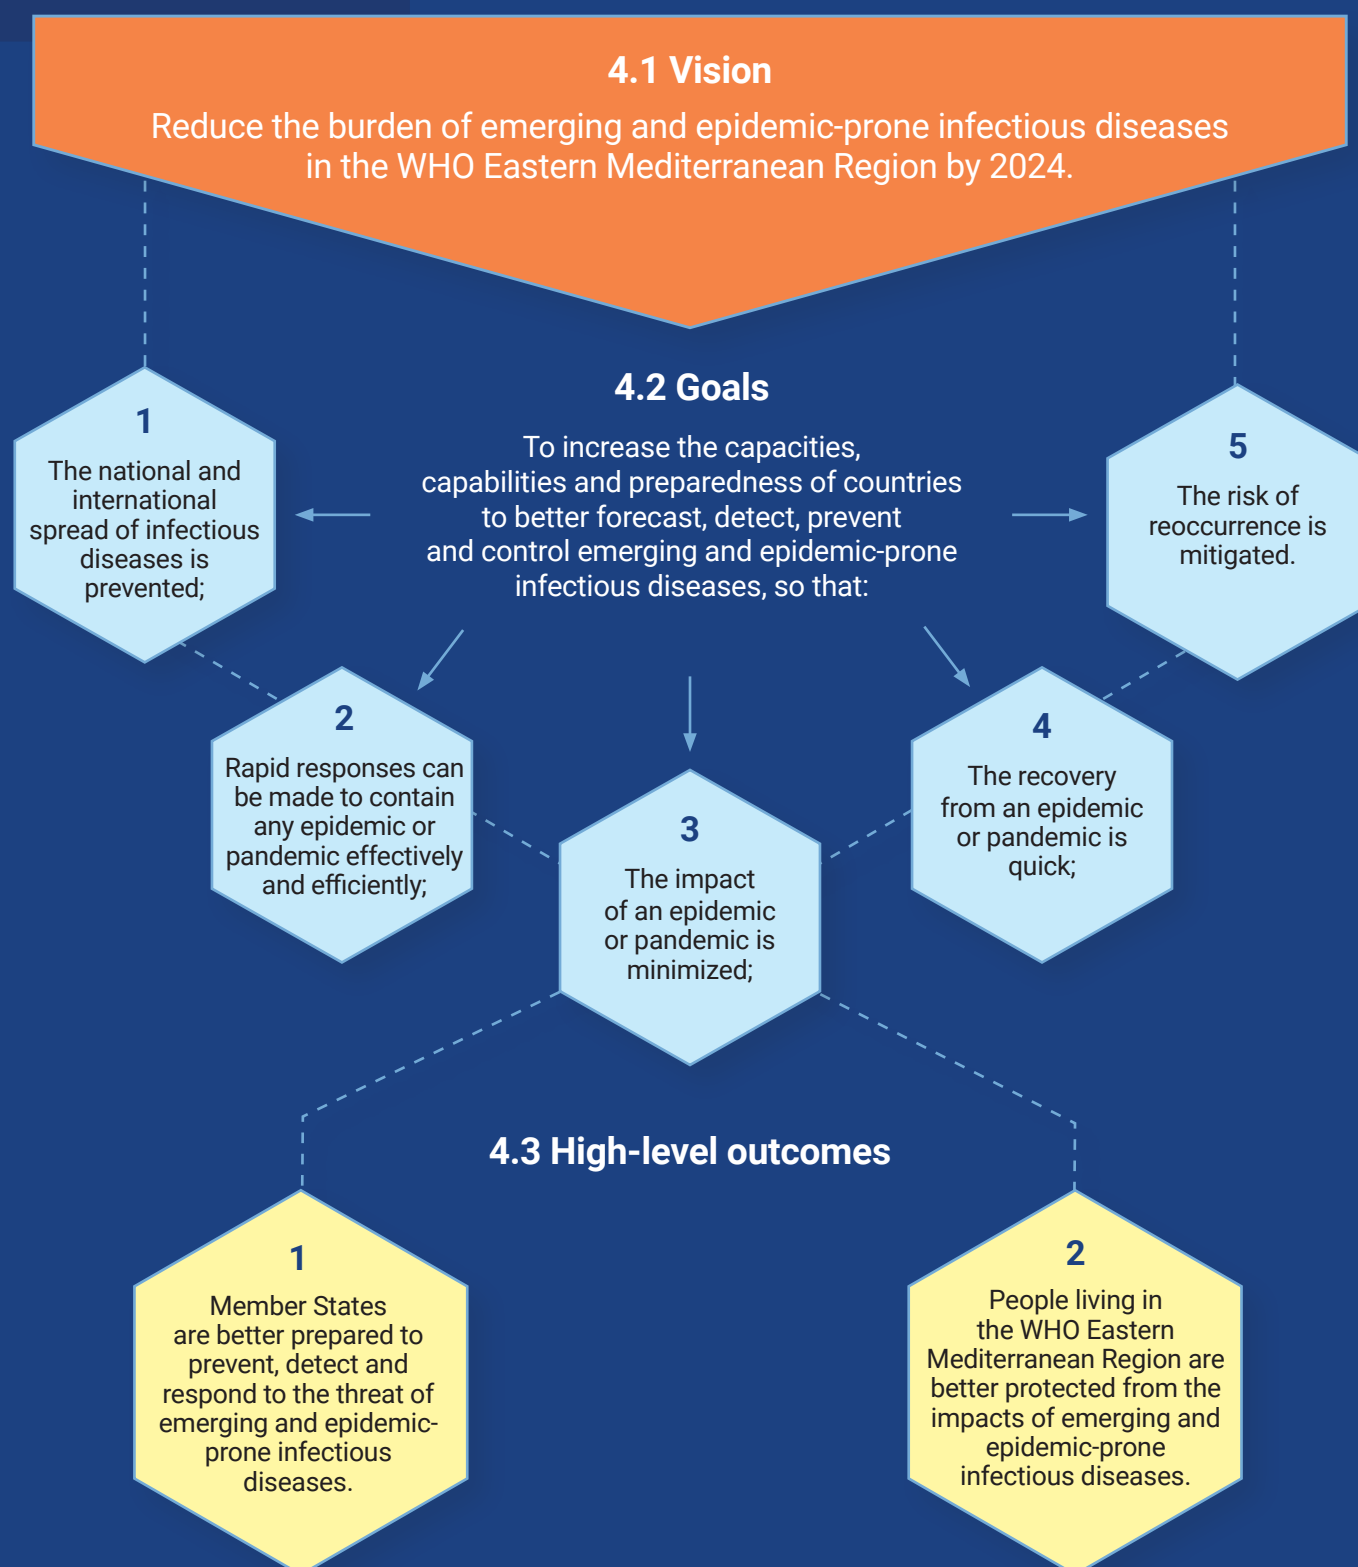 4.1 Vision
Reduce the burden of emerging and epidemic-prone infectious diseases
in the WHO Eastern Mediterranean Region by 2024.
4.2 Goals
To increase the capacities,
capabilities and preparedness of countries
to better forecast, detect, prevent
and control emerging and epidemic-prone
infectious diseases, so that:
1
The national and
international
spread of infectious
diseases is
prevented;
2
Rapid responses can
be made to contain
any epidemic or
pandemic effectively
and efficiently;
3
The impact
of an epidemic
or pandemic is
minimized;
4
The recovery
from an epidemic
or pandemic is
quick;
5
The risk of
reoccurrence is
mitigated.
4.3 High-level outcomes
1
Member States
are better prepared to
prevent, detect and
respond to the threat of
emerging and epidemic-
prone infectious
diseases.
2
People living in
the WHO Eastern
Mediterranean Region are
better protected from the
impacts of emerging and
epidemic-prone
infectious diseases.